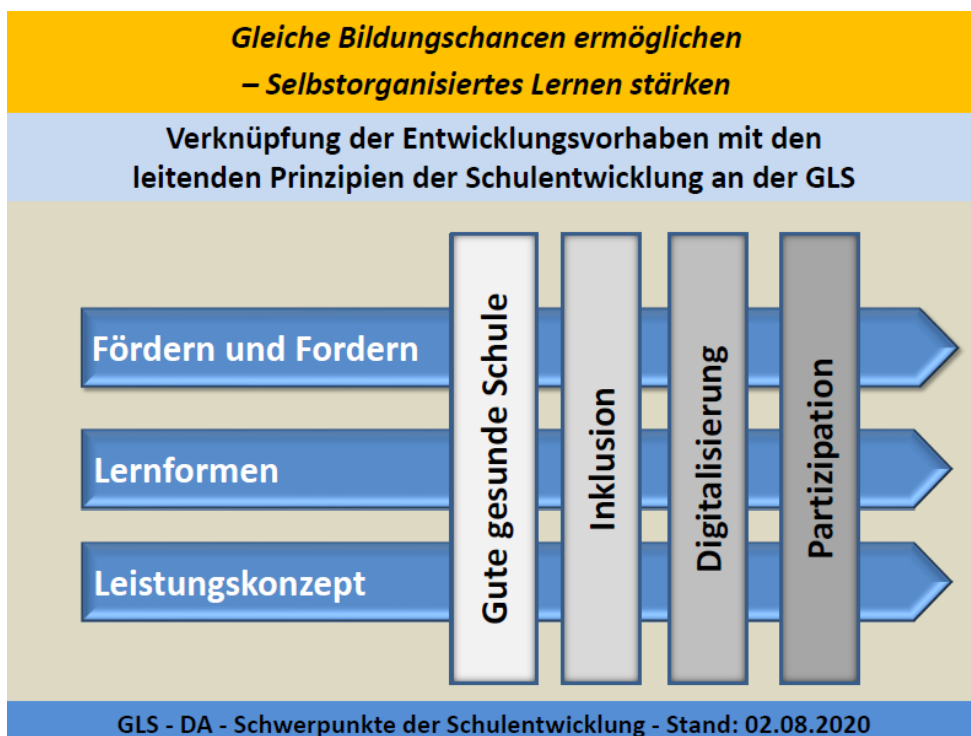 Gleiche Bildungschancen ermöglichen
– Selbstorganisiertes Lernen stärken
Verknüpfung der Entwicklungsvorhaben mit den
leitenden Prinzipien der Schulentwicklung an der GLS
Fördern und Fordern
Lernformen
Leistungskonzept
Gute gesunde Schule
Inklusion
Digitalisierung
Partizipation
GLS - DA - Schwerpunkte der Schulentwicklung - Stand: 02.08.2020